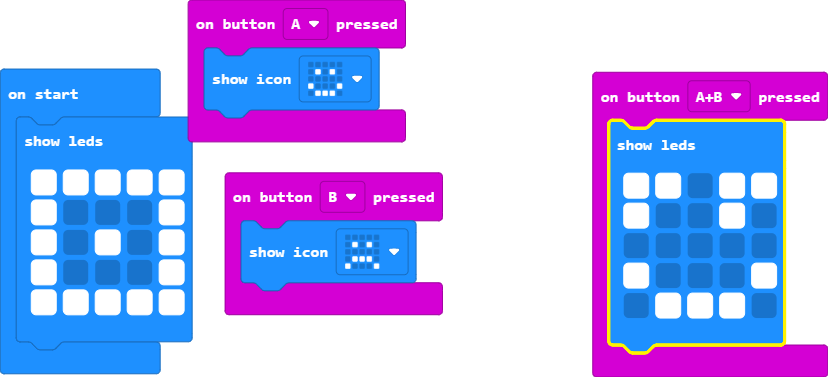 on button A pressed
show icon
on start
show leds
on button B pressed
show icon
on button A+B pressed
show leds